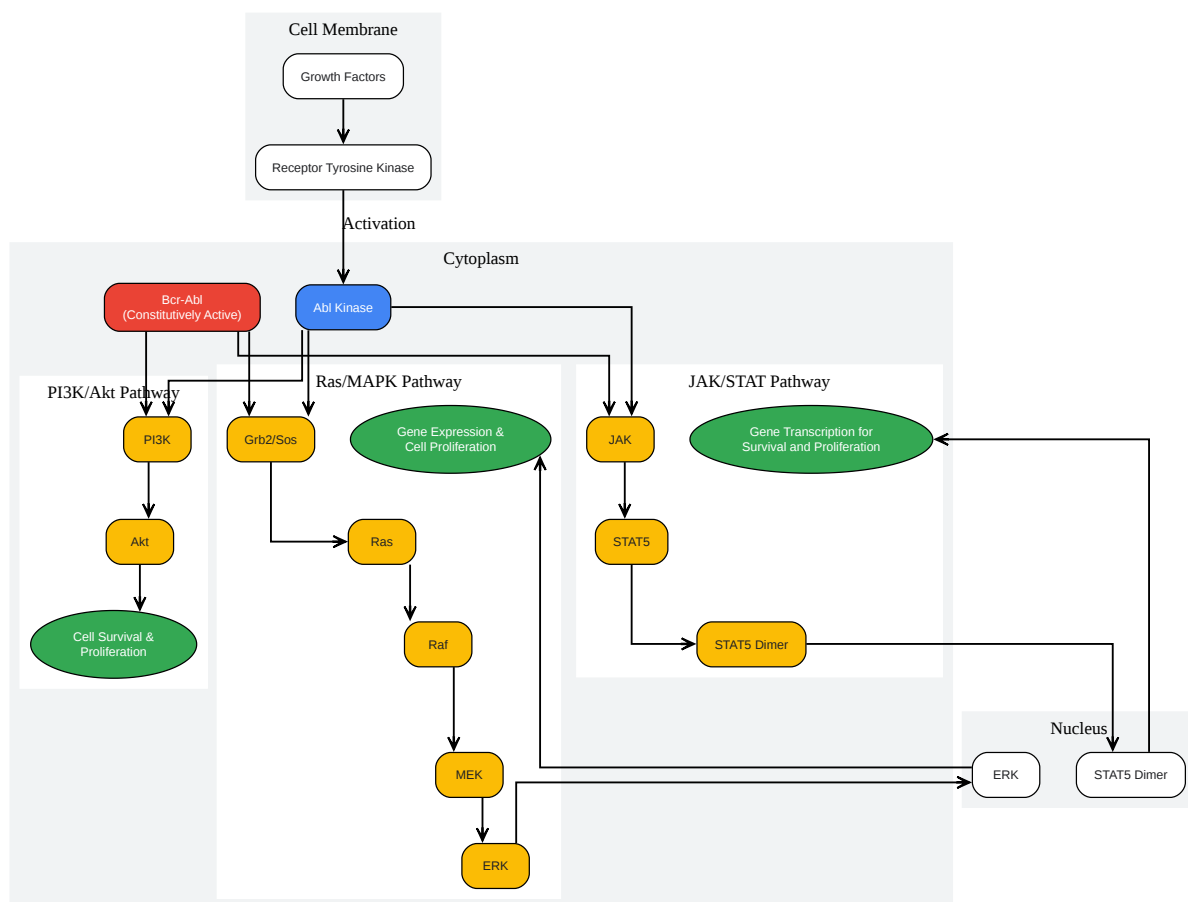 Cell Membrane
Growth Factors
Receptor Tyrosine Kinase
Activation
Cytoplasm
Bcr-Abl
(Constitutively Active)
Abl Kinase
PI3K/Akt Pathway
Ras/MAPK Pathway
JAK/STAT Pathway
PI3K
Grb2/Sos
Gene Expression &
Cell Proliferation
JAK
Gene Transcription for
Survival and Proliferation
Akt
Ras
STAT5
Cell Survival &
Proliferation
Raf
STAT5 Dimer
Nucleus
MEK
ERK
STAT5 Dimer
ERK